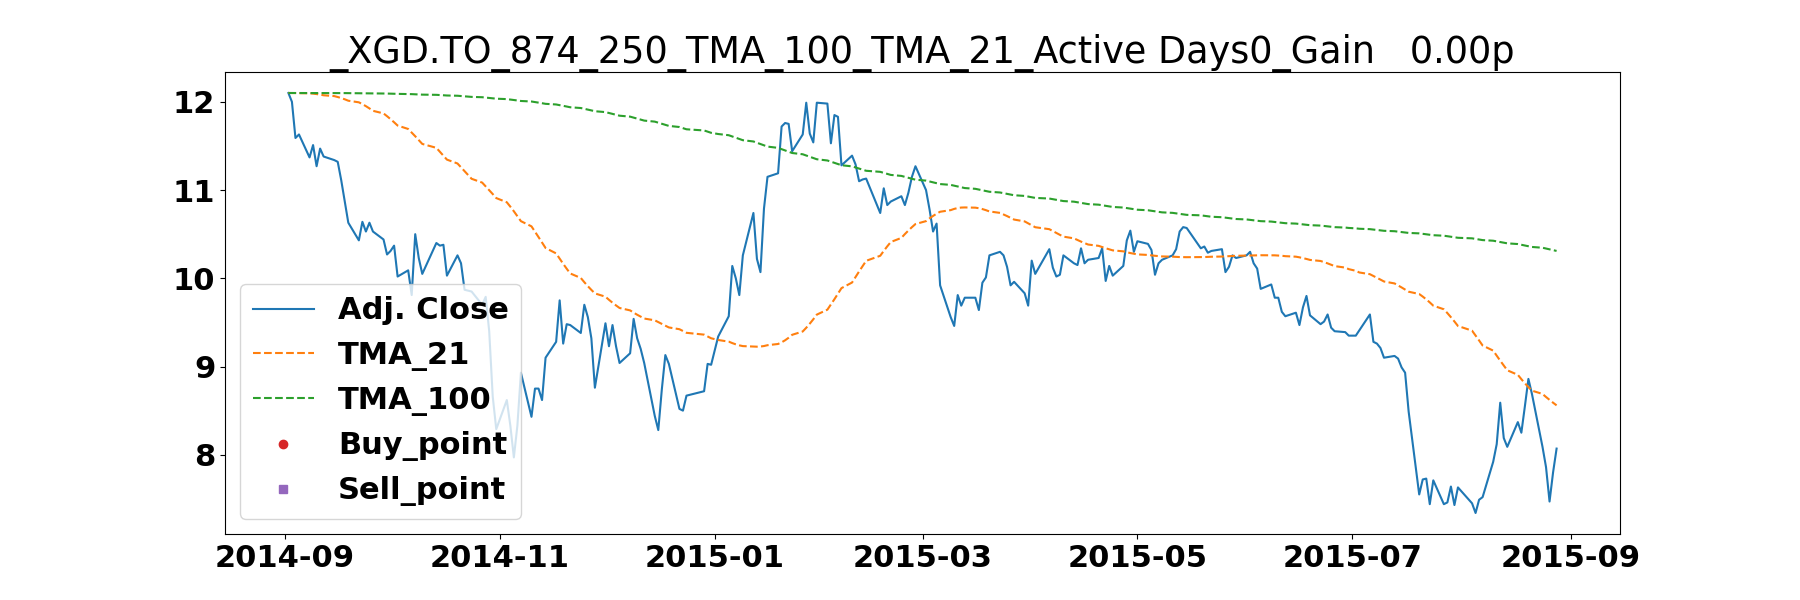 _XGD.TO_874_250_TMA_100_TMA_21_Active Days0_Gain   0.00p
12
11
10
9
8
Adj. Close
TMA_21
TMA_100
Buy_point
Sell_point
2014-09 2014-11 2015-01 2015-03 2015-05 2015-07 2015-09